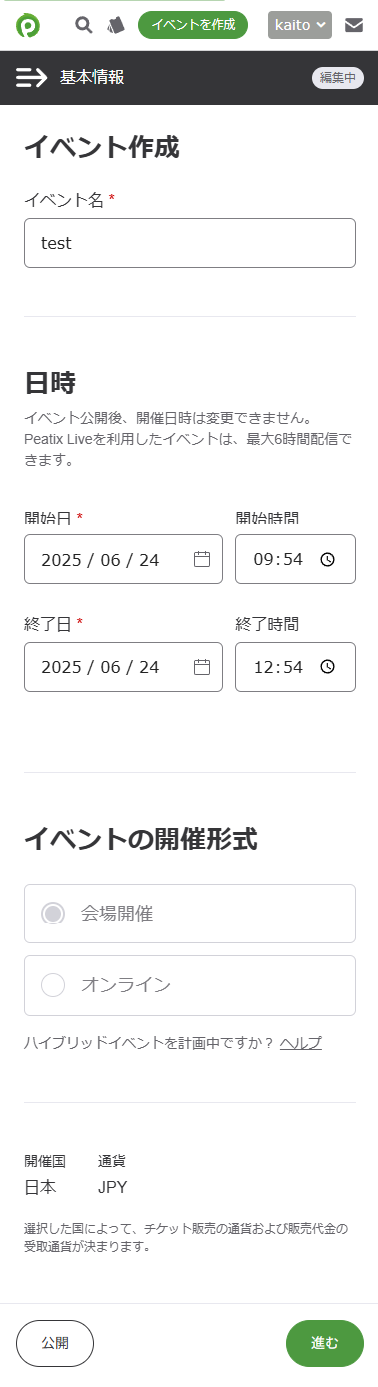 イベントを作成
kaito
基本情報
編集中
イベント作成
イベント名 *
test
日時
イベント公開後、開催日時は変更できません。
Peatix Liveを利用したイベントは、最大6時間配信で
きます。
開始日 * 開始時間
2025 / 06 / 24 09:54
終了日 * 終了時間
2025 / 06 / 24 12:54
イベントの開催形式
会場開催
オンライン
ハイブリッドイベントを計画中ですか? ヘルプ
開催国 通貨
日本 JPY
選択した国によって、チケット販売の通貨および販売代金の
受取通貨が決まります。
公開 進む